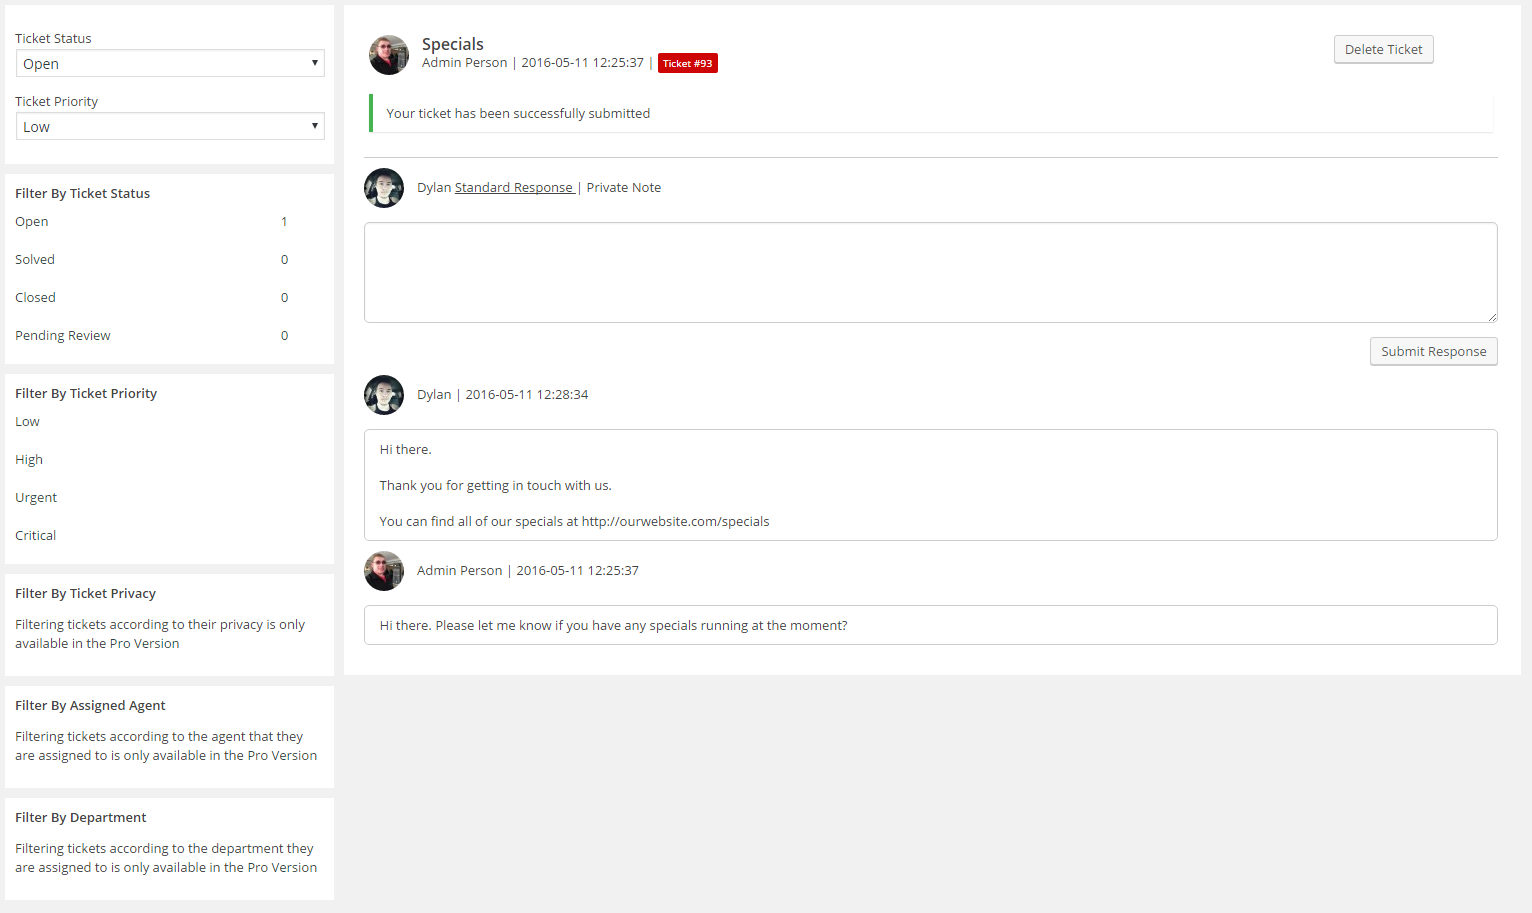 Ticket Status
Open
Ticket Priority
Low
Filter By Ticket Status
Open 1
Solved 0
Closed 0
Pending Review 0
Filter By Ticket Priority
Low
High
Urgent
Critical
Filter By Ticket Privacy
Filtering tickets according to their privacy is only
available in the Pro Version
Filter By Assigned Agent
Filtering tickets according to the agent that they
are assigned to is only available in the Pro Version
Filter By Department
Filtering tickets according to the department they
are assigned to is only available in the Pro Version
Specials
Admin Person | 2016-05-11 12:25:37 | Ticket #93
Delete Ticket
Your ticket has been successfully submitted
Dylan Standard Response | Private Note
Submit Response
Dylan | 2016-05-11 12:28:34
Hi there.
Thank you for getting in touch with us.
You can find all of our specials at http://ourwebsite.com/specials
Admin Person | 2016-05-11 12:25:37
Hi there. Please let me know if you have any specials running at the moment?